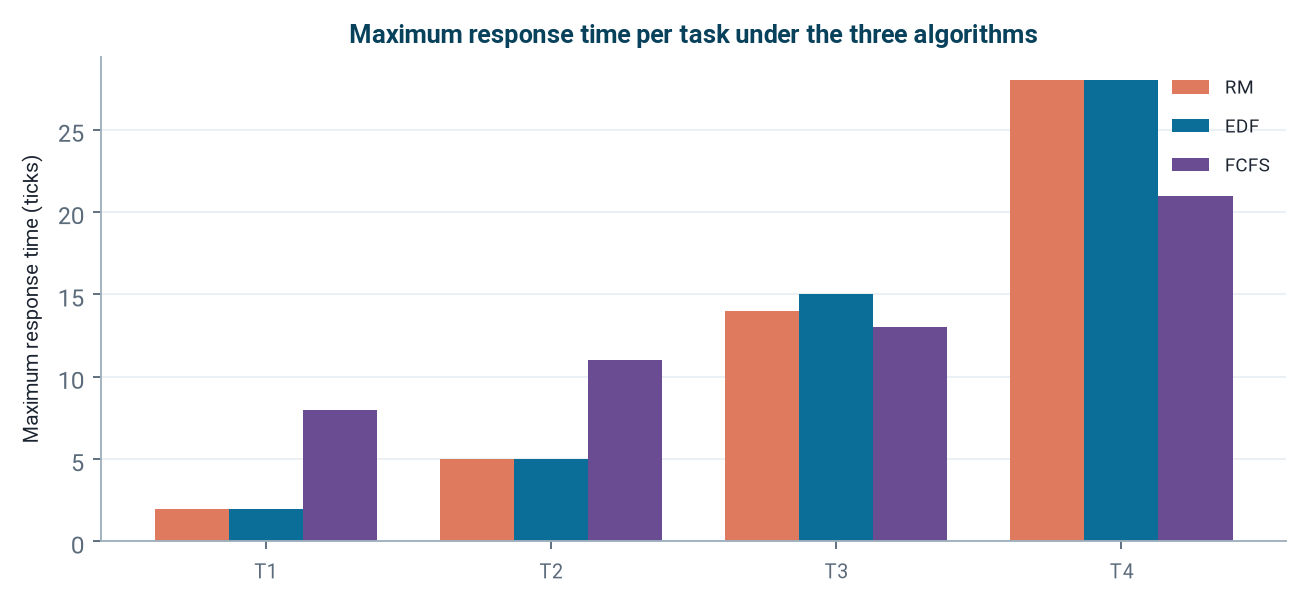 Maximum response time per task under the three algorithms
RM
EDF
FCFS
Maximum response time (ticks)
25
20
15
10
5
0
T1
T2
T3
T4